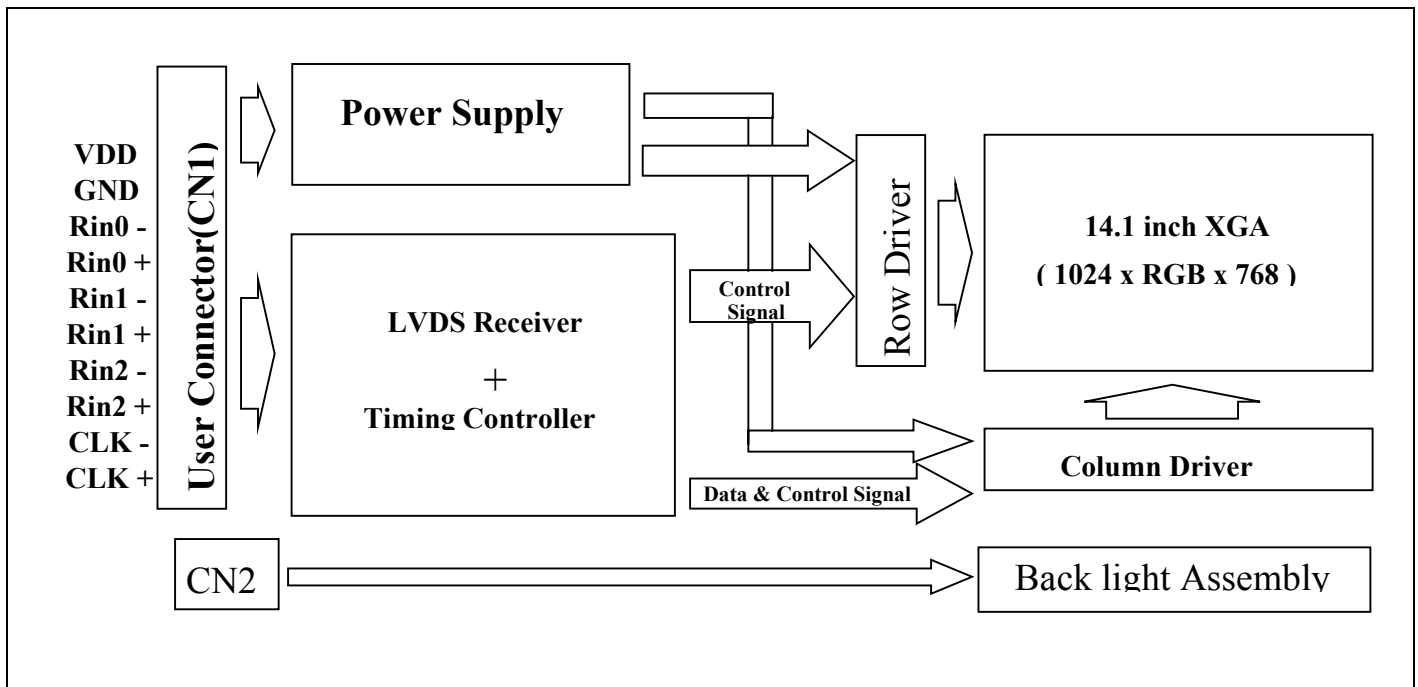 VDD
GND
Rin0 -
Rin0 +
Rin1 -
Rin1 +
Rin2 -
Rin2 +
CLK -
CLK +
User Connector(CN1)
Power Supply
LVDS Receiver
+
Timing Controller
Control
Signal
Data & Control Signal
Row Driver
14.1 inch XGA
( 1024 x RGB x 768 )
Column Driver
CN2
Back light Assembly